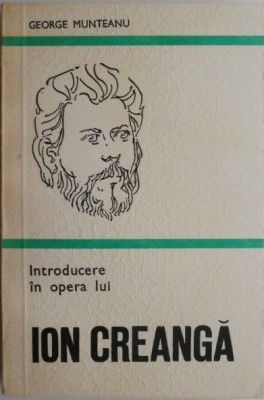 GEORGE MUNTEANU
Introducere
în opera lui
ION CREANGĂ